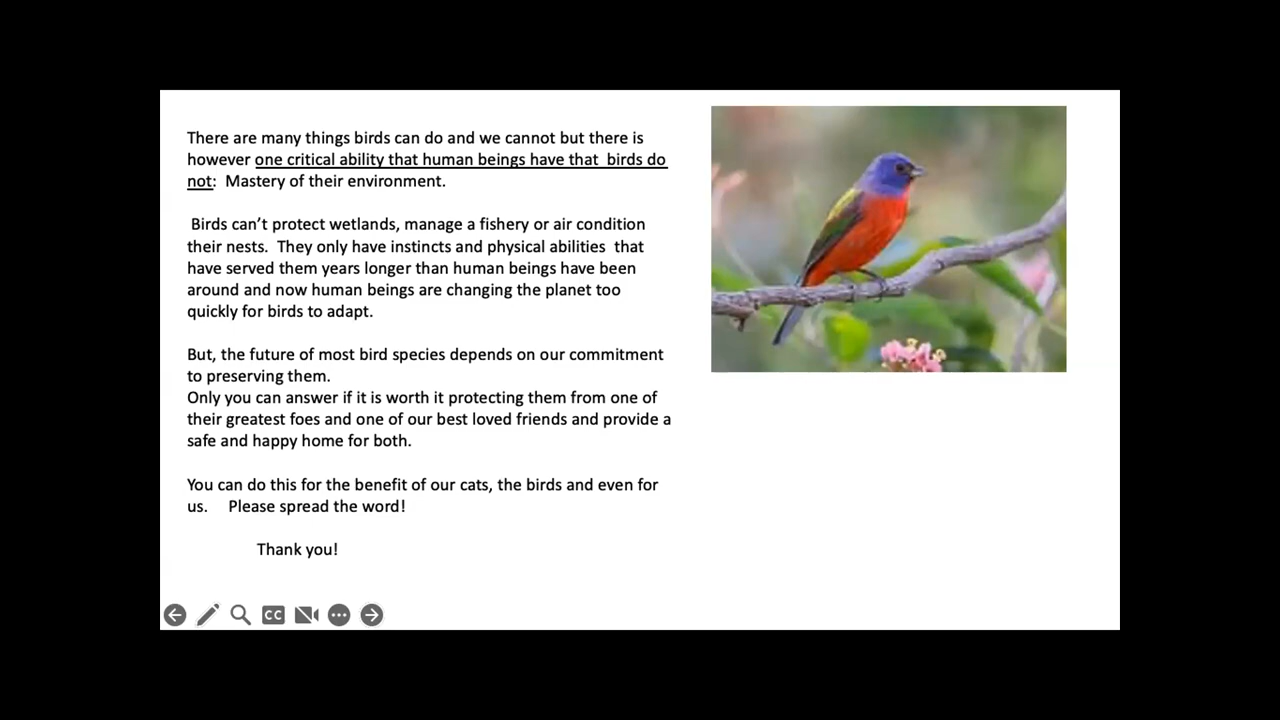 There are many things birds can do and we cannot but there is
however one critical ability that human beings have that  birds do
not:  Mastery of their environment.
Birds can’t protect wetlands, manage a fishery or air condition
their nests.  They only have instincts and physical abilities  that
have served them years longer than human beings have been
around and now human beings are changing the planet too
quickly for birds to adapt.
But, the future of most bird species depends on our commitment
to preserving them.
Only you can answer if it is worth it protecting them from one of
their greatest foes and one of our best loved friends and provide a
safe and happy home for both.
You can do this for the benefit of our cats, the birds and even for
us.    Please spread the word!
Thank you!
CC